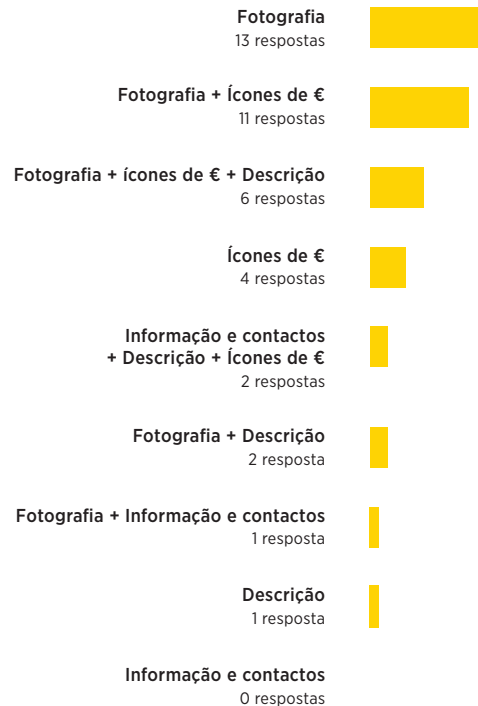 Fotografia
13 respostas
Fotografia + Ícones de €
11 respostas
Fotografia + ícones de € + Descrição
6 respostas
Ícones de €
4 respostas
Informação e contactos
+ Descrição + Ícones de €
2 respostas
Fotografia + Descrição
2 resposta
Fotografia + Informação e contactos
1 resposta
Descrição
1 resposta
Informação e contactos
0 respostas